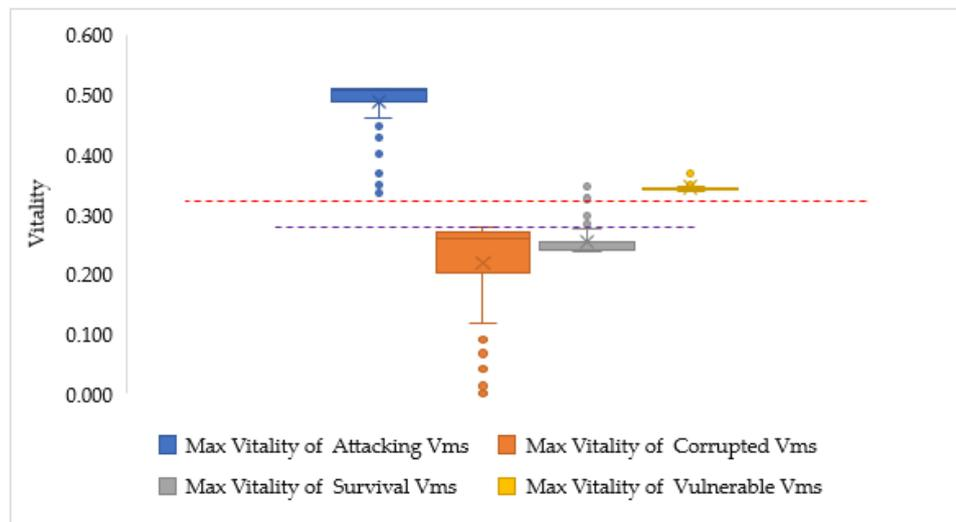 0.600
0.500
0.400
0.300
0.200
0.100
0.000
Vitality
Max Vitality of Attacking Vms
Max Vitality of Corrupted Vms
Max Vitality of Survival Vms
Max Vitality of Vulnerable Vms